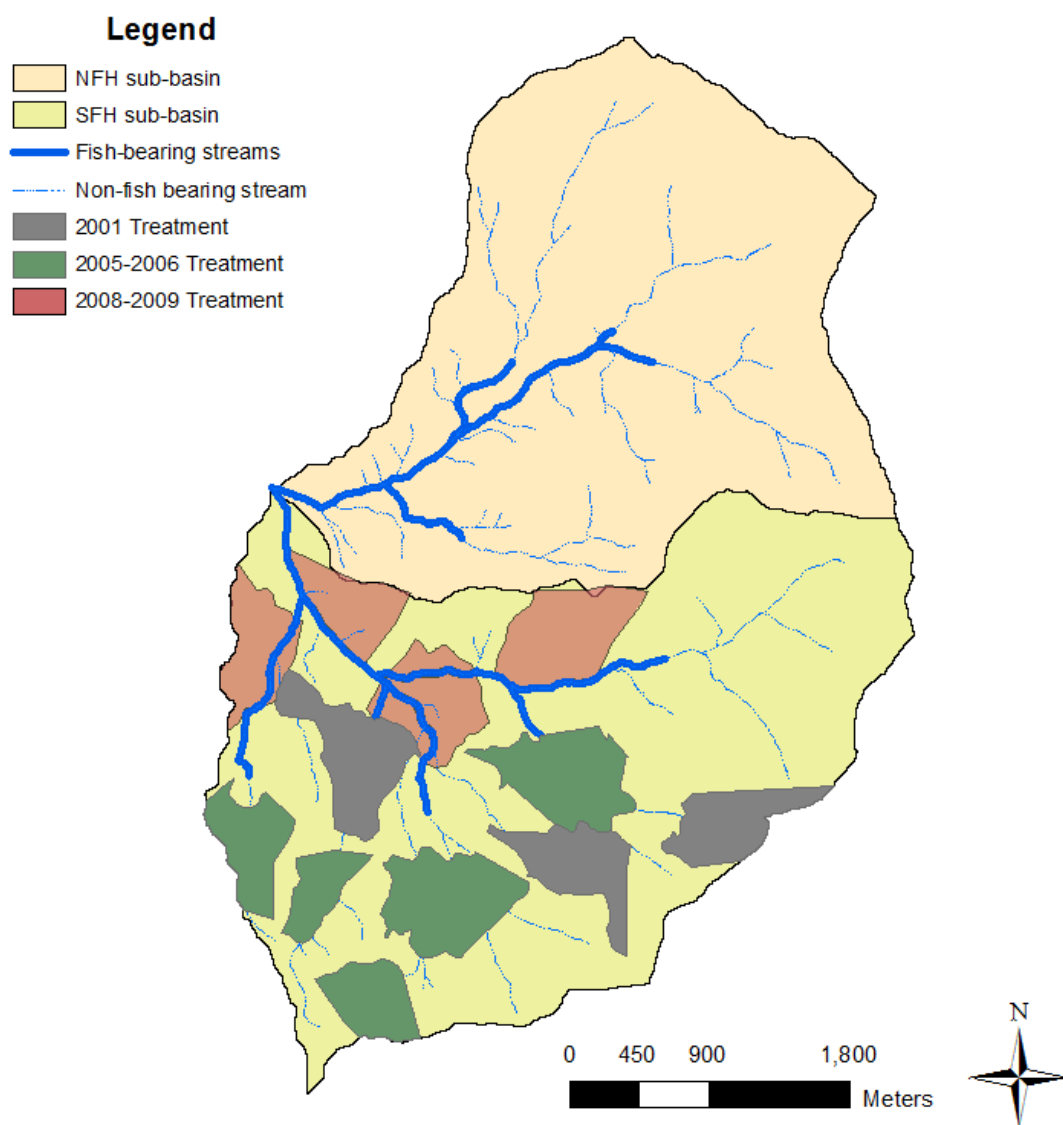 Legend
NFH sub-basin
SFH sub-basin
Fish-bearing streams
Non-fish bearing stream
2001 Treatment
2005-2006 Treatment
2008-2009 Treatment
N
0 450 900 1,800
Meters